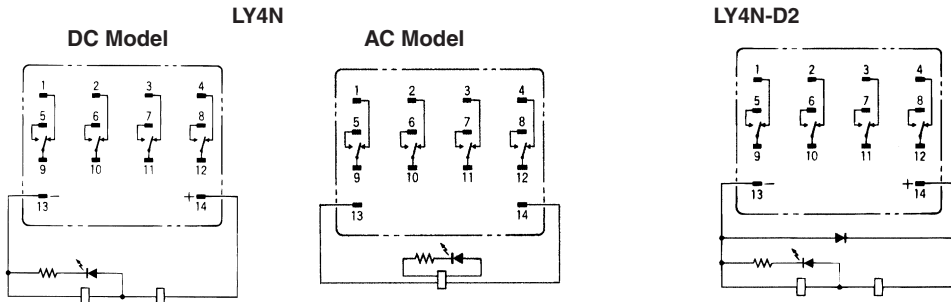 LY4N LY4N-D2
DC Model AC Model
1 2 3 4 1 2 3 4 1 2 3 4
5 6 7 8 5 6 7 8 5 6 7 8
9 10 11 12 9 10 11 12 9 10 11 12
13 − + 14 13 14 13 − + 14